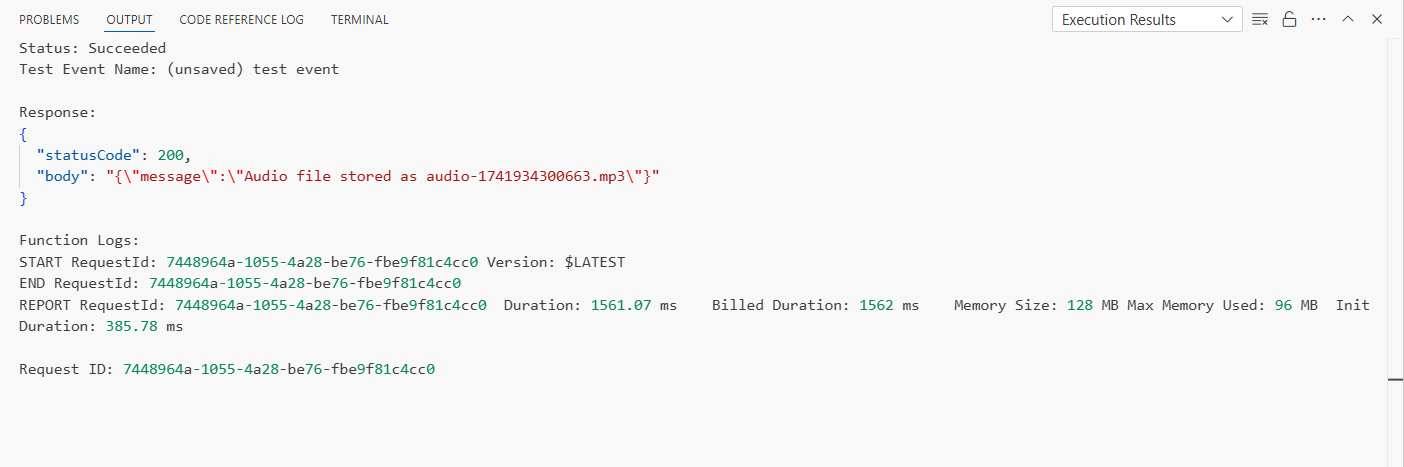 PROBLEMS OUTPUT CODE REFERENCE LOG TERMINAL Execution Results
Status: Succeeded
Test Event Name: (unsaved) test event
Response:
{
"statusCode": 200,
"body": "{\"message\":\"Audio file stored as audio-1741934300663.mp3\"}"
}
Function Logs:
START RequestId: 7448964a-1055-4a28-be76-fbe9f81c4cc0 Version: $LATEST
END RequestId: 7448964a-1055-4a28-be76-fbe9f81c4cc0
REPORT RequestId: 7448964a-1055-4a28-be76-fbe9f81c4cc0 Duration: 1561.07 ms Billed Duration: 1562 ms Memory Size: 128 MB Max Memory Used: 96 MB Init
Duration: 385.78 ms
Request ID: 7448964a-1055-4a28-be76-fbe9f81c4cc0